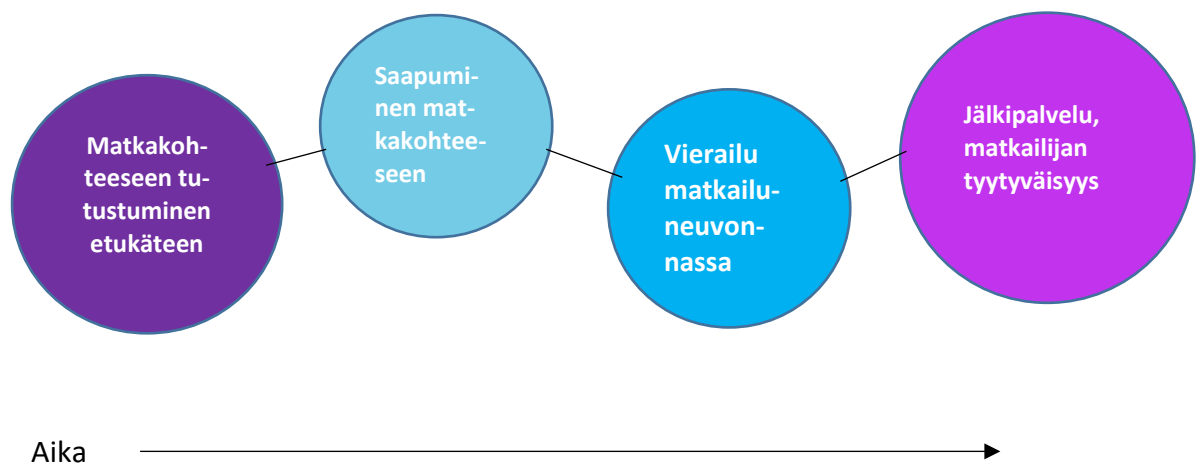 Matkakoh-
teeseen tu-
tustuminen
etukäteen
Saapumi-
nen mat-
kakohtee-
seen
Vierailu
matkailu-
neuvon-
nassa
Jälkipalvelu,
matkailijan
tyytyväisyys
Aika